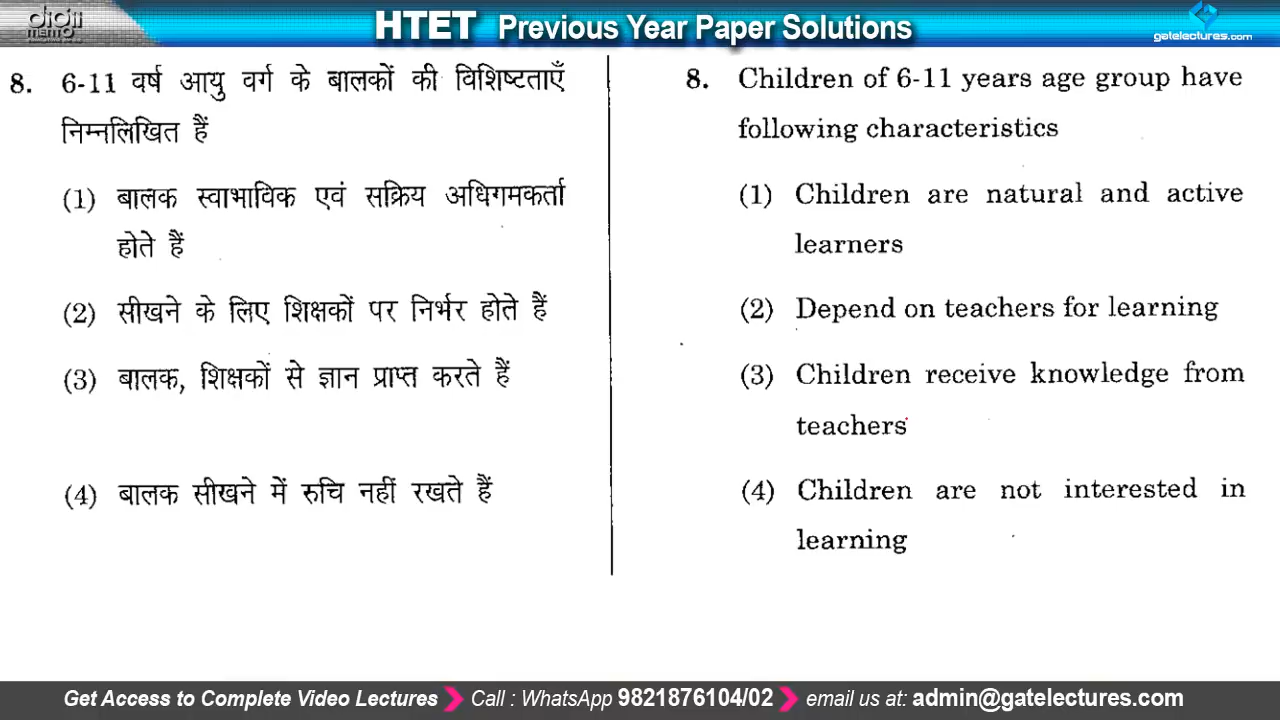 digii
MENTO
HTET Previous Year Paper Solutions
gatelectures.com
8. 6-11 वर्ष आयु वर्ग के बालकों की विशिष्टताएँ
निम्नलिखित हैं
(1) बालक स्वाभाविक एवं सक्रिय अधिगमकर्ता
होते हैं
(2) सीखने के लिए शिक्षकों पर निर्भर होते हैं
(3) बालक, शिक्षकों से ज्ञान प्राप्त करते हैं
(4) बालक सीखने में रुचि नहीं रखते हैं
8. Children of 6-11 years age group have
following characteristics
(1) Children are natural and active
learners
(2) Depend on teachers for learning
(3) Children receive knowledge from
teachers
(4) Children are not interested in
learning
Get Access to Complete Video Lectures Call : WhatsApp 9821876104/02 email us at: admin@gatelectures.com